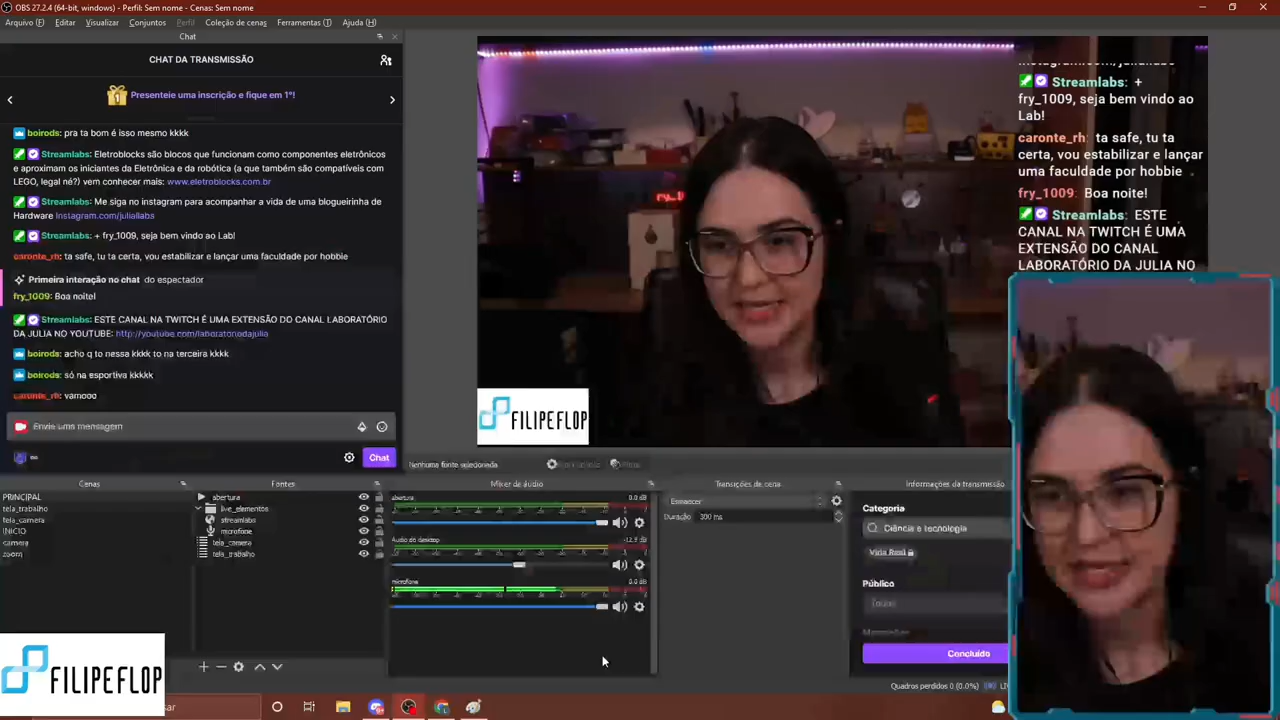 OBS 27.2.4 (64-bit, windows) - Perfil: Sem nome - Cenas: Sem nome
Arquivo (F) Editar Visualizar Conjuntos Perfil Coleção de cenas Ferramentas (T) Ajuda (H)
Chat
CHAT DA TRANSMISSÃO
Presenteie uma inscrição e fique em 1º!
boirods: pra ta bom é isso mesmo kkkk
Streamlabs: Eletroblocks são blocos que funcionam como componentes eletrônicos
e aproximam os iniciantes da Eletrônica e da robótica (a que também são compatíveis com
LEGO, legal né?) vem conhecer mais: www.eletroblocks.com.br
Streamlabs: Me siga no instagram para acompanhar a vida de uma blogueirinha de
Hardware Instagram.com/juliallabs
Streamlabs: + fry_1009, seja bem vindo ao Lab!
caronte_rh: ta safe, tu ta certa, vou estabilizar e lançar uma faculdade por hobbie
Primeira interação no chat do espectador
fry_1009: Boa noite!
Streamlabs: ESTE CANAL NA TWITCH É UMA EXTENSÃO DO CANAL LABORATÓRIO
DA JULIA NO YOUTUBE: http://youtube.com/laboratoriodajulia
boirods: acho q to nessa kkkk to na terceira kkkk
boirods: só na esportiva kkkkk
caronte_rh: vamooo
Envie uma mensagem
Chat
Streamlabs: +
fry_1009, seja bem vindo ao
Lab!
caronte_rh: ta safe, tu ta
certa, vou estabilizar e lançar
uma faculdade por hobbie
fry_1009: Boa noite!
Streamlabs: ESTE
CANAL NA TWITCH É UMA
EXTENSÃO DO CANAL
LABORATÓRIO DA JULIA NO
FILIPEFLOP
Nenhuma fonte selecionada
Cenas
PRINCIPAL
tela_trabalho
tela_camera
INICIO
camera
zoom
Fontes
abertura
live_elementos
streamlabs
microfone
tela_camera
tela_trabalho
Mixer de áudio
abertura 0.0 dB
Áudio do desktop
microfone 0.0 dB
Transições de cena
Esmaecer
Duração 300 ms
Informações da transmissão
Categoria
Ciência e tecnologia
Vida Real
Público
Todos
Concluído
Quadros perdidos 0 (0.0%)
FILIPEFLOP